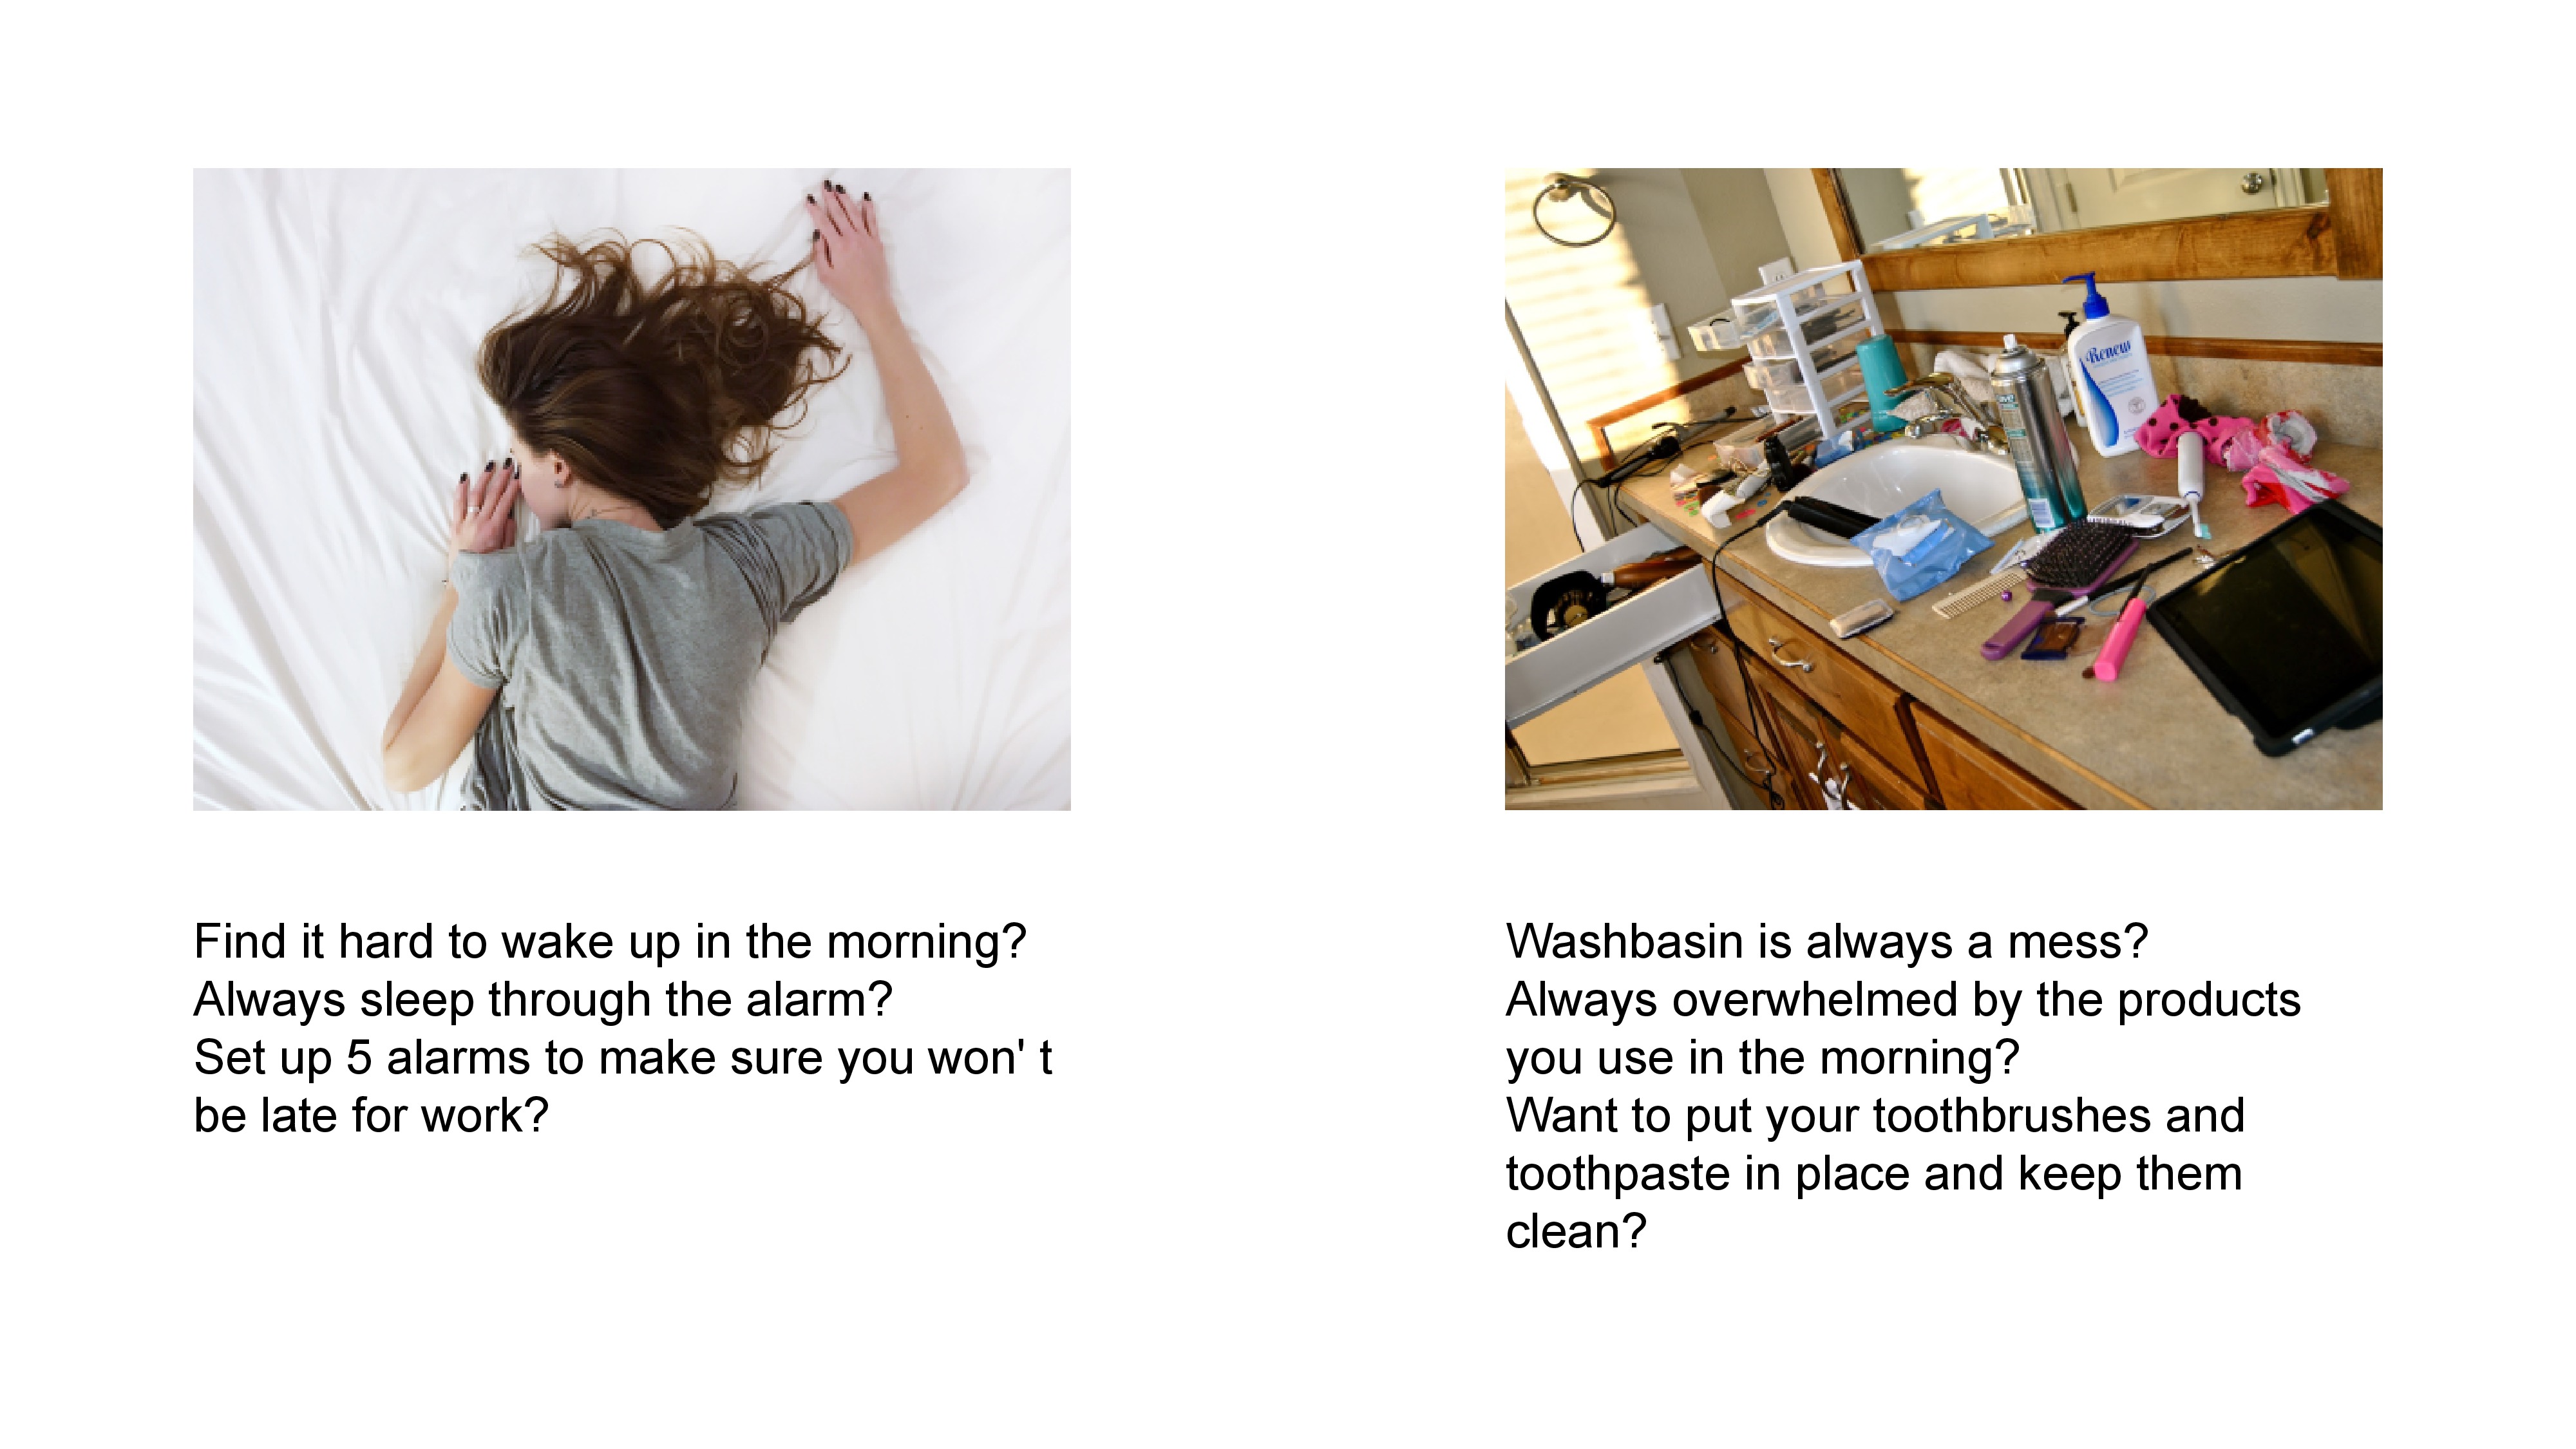 Renew
Find it hard to wake up in the morning?
Always sleep through the alarm?
Set up 5 alarms to make sure you won' t
be late for work?
Washbasin is always a mess?
Always overwhelmed by the products
you use in the morning?
Want to put your toothbrushes and
toothpaste in place and keep them
clean?